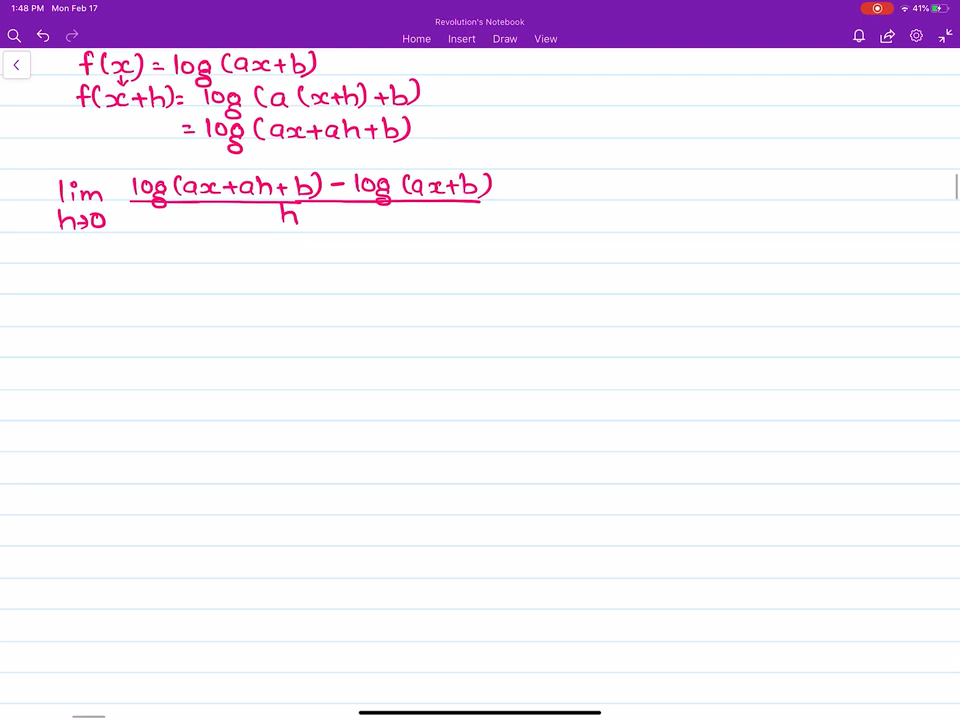 1:48 PM Mon Feb 17
41%
Revolution's Notebook
Home Insert Draw View
f(x) = log (ax+b)
f(x+h) = log (a (x+h) +b)
= log (ax+ah+b)
lim h→0 log (ax+ah+b) - log (ax+b)
h